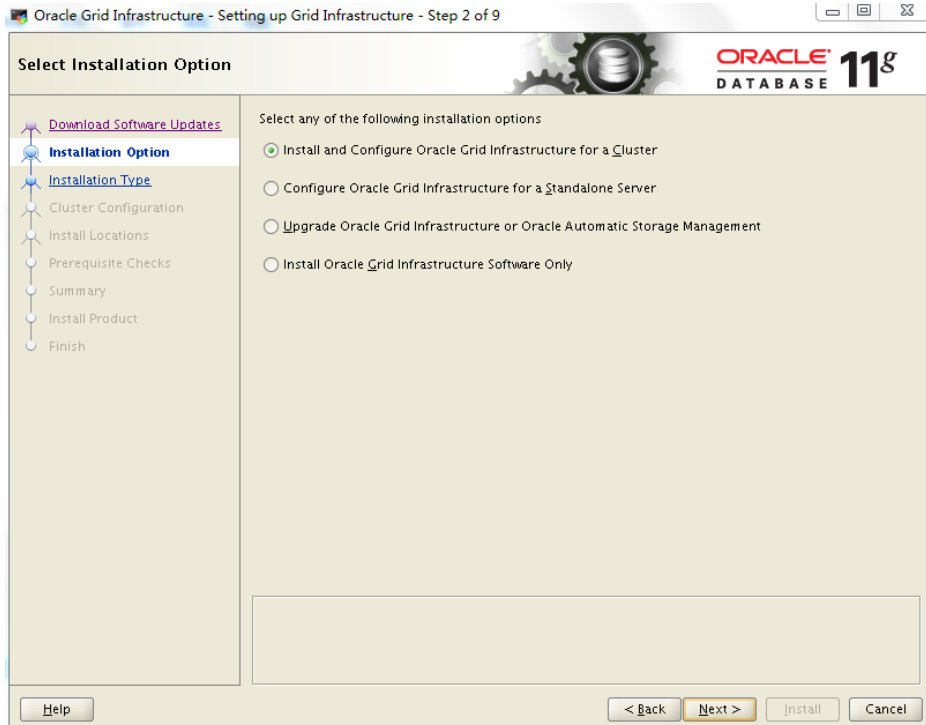 Oracle Grid Infrastructure - Setting up Grid Infrastructure - Step 2 of 9
Select Installation Option
ORACLE
DATABASE
11g
Download Software Updates
Installation Option
Installation Type
Cluster Configuration
Install Locations
Prerequisite Checks
Summary
Install Product
Finish
Select any of the following installation options
Install and Configure Oracle Grid Infrastructure for a Cluster
Configure Oracle Grid Infrastructure for a Standalone Server
Upgrade Oracle Grid Infrastructure or Oracle Automatic Storage Management
Install Oracle Grid Infrastructure Software Only
Help
< Back
Next >
Install
Cancel